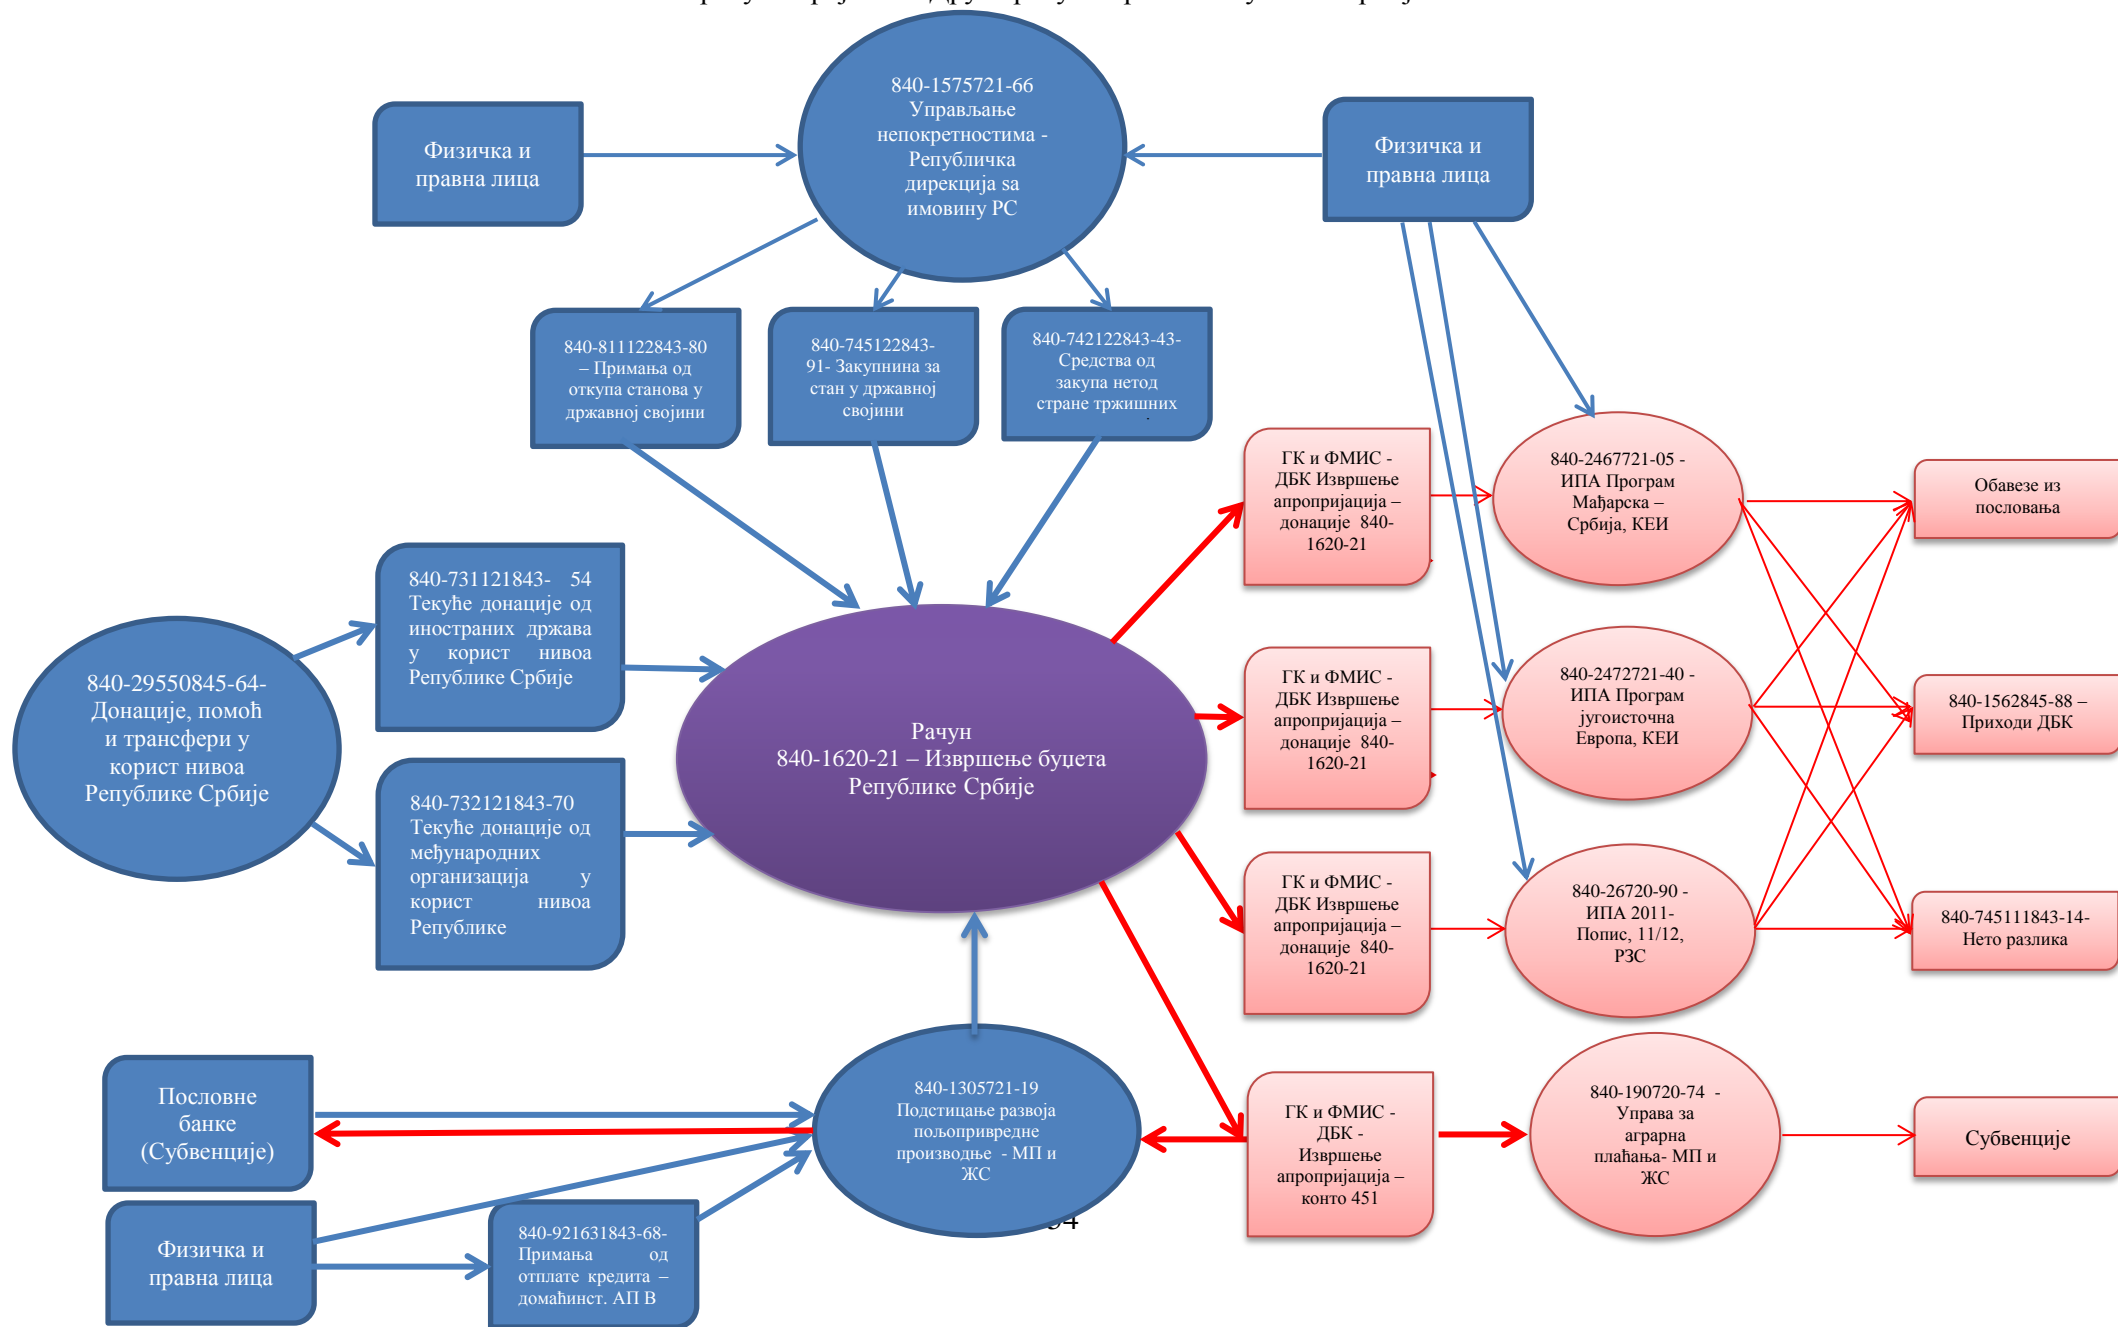 840-1575721-66
Управљање
непокретностима -
Републичка
дирекција sa
имовину РС
Физичка и
правна лица
Физичка и
правна лица
840-811122843-80
– Примања од
откупа станова у
државној својини
840-745122843-
91- Закупнина за
стан у државној
својини
840-742122843-43-
Средства од
закупа нетод
стране тржишних
840-29550845-64-
Донације, помоћ
и трансфери у
корист нивоа
Републике Србије
840-731121843- 54
Текуће донације од
иностраних држава
у корист нивоа
Републике Србије
840-732121843-70
Текуће донације од
међународних
организација у
корист нивоа
Републике
Рачун
840-1620-21 – Извршење буџета
Републике Србије
ГК и ФМИС -
ДБК Извршење
апропријација –
донације 840-
1620-21
840-2467721-05 -
ИПА Програм
Мађарска –
Србија, КЕИ
Обавезе из
пословања
ГК и ФМИС -
ДБК Извршење
апропријација –
донације 840-
1620-21
840-2472721-40 -
ИПА Програм
југоисточна
Европа, КЕИ
840-1562845-88 –
Приходи ДБК
ГК и ФМИС -
ДБК Извршење
апропријација –
донације 840-
1620-21
840-26720-90 -
ИПА 2011-
Попис, 11/12,
РЗС
840-745111843-14-
Нето разлика
Пословне
банке
(Субвенције)
840-1305721-19
Подстицање развоја
пољопривредне
производње - МП и
ЖС
ГК и ФМИС -
ДБК -
Извршење
апропријација –
конто 451
840-190720-74 -
Управа за
аграрна
плаћања- МП и
ЖС
Субвенције
Физичка и
правна лица
840-921631843-68-
Примања од
отплате кредита –
домаћинст. АП В